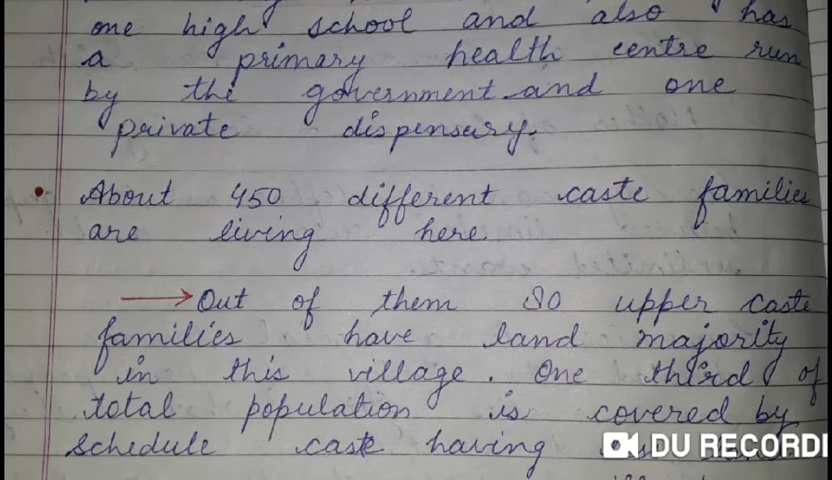 one high school and also has
a primary health centre run
by the government and one
private dispensary.
About 450 different caste families
are living here
→ Out of them 80 upper caste
families have land majority
in this village. One third of
total population is covered by
schedule caste having
DU RECORDI